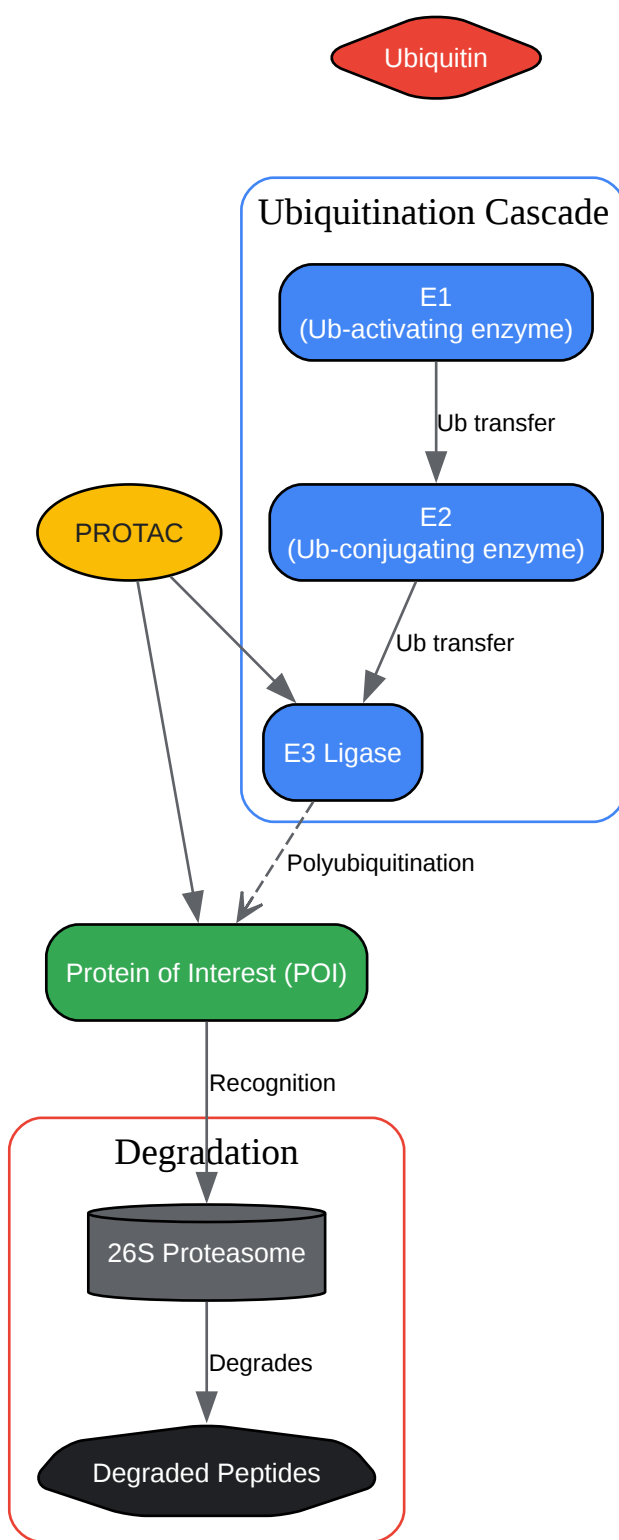 Ubiquitin
Ubiquitination Cascade
E1
(Ub-activating enzyme)
Ub transfer
E2
(Ub-conjugating enzyme)
PROTAC
Ub transfer
E3 Ligase
Polyubiquitination
Protein of Interest (POI)
Recognition
Degradation
26S Proteasome
Degrades
Degraded Peptides